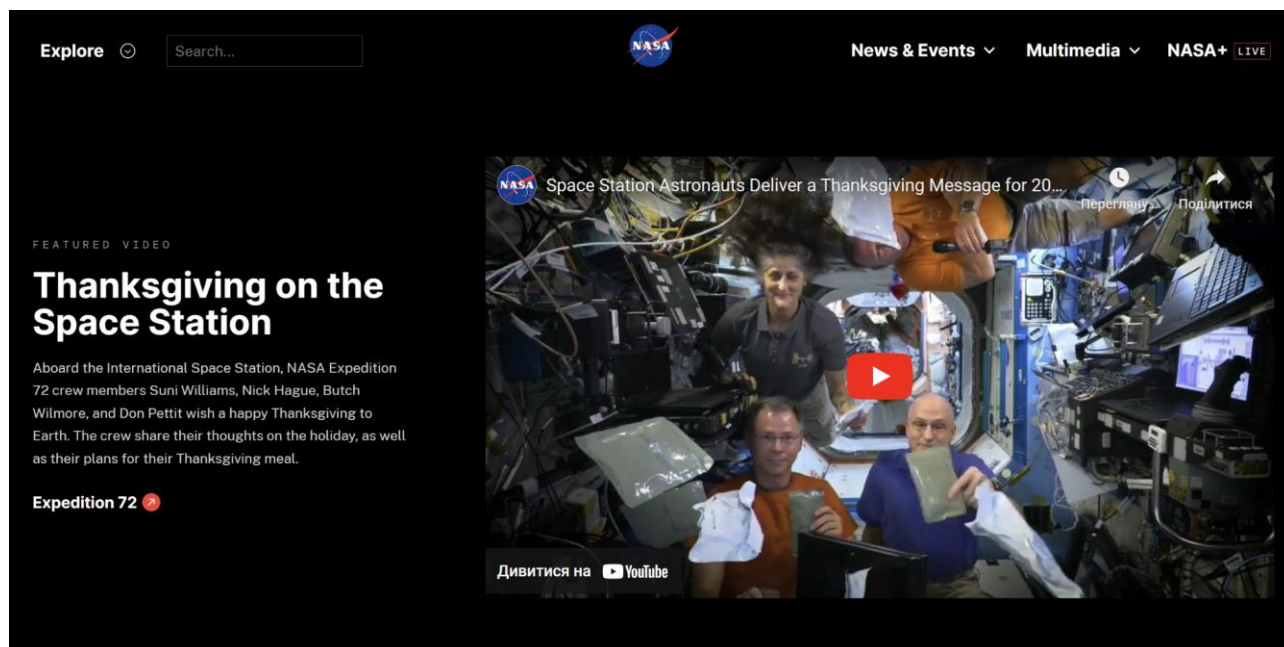 Explore
Search...
NASA
News & Events
Multimedia
NASA+ LIVE
NASA
Space Station Astronauts Deliver a Thanksgiving Message for 20...
Перегляну...
Поділитися
FEATURED VIDEO
Thanksgiving on the
Space Station
Aboard the International Space Station, NASA Expedition
72 crew members Suni Williams, Nick Hague, Butch
Wilmore, and Don Pettit wish a happy Thanksgiving to
Earth. The crew share their thoughts on the holiday, as well
as their plans for their Thanksgiving meal.
Expedition 72
Дивитися на YouTube